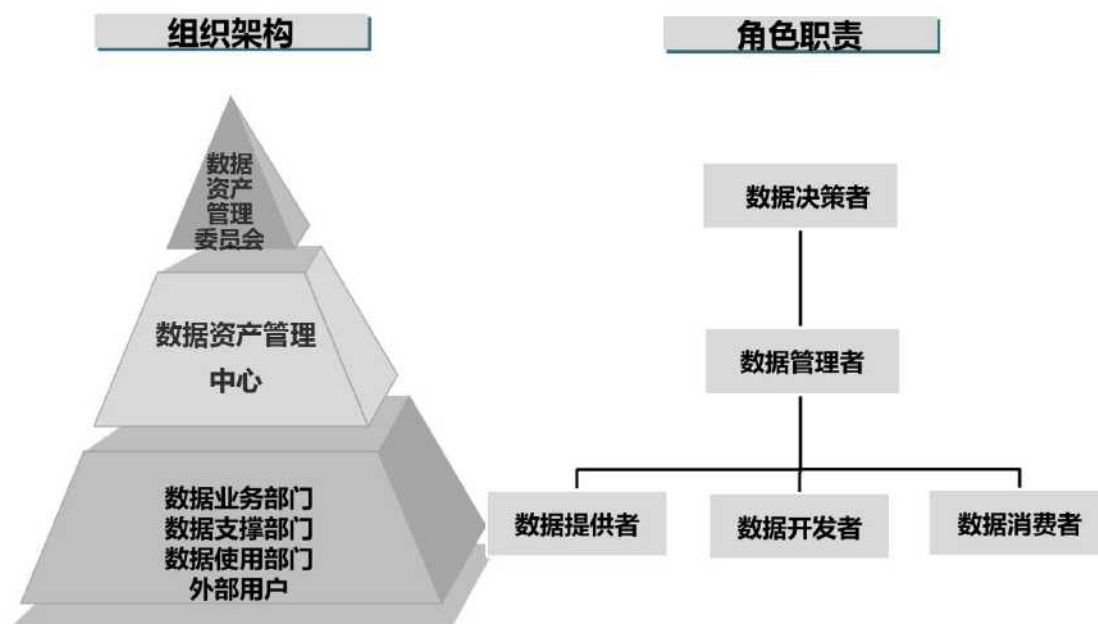 组织架构
数据
资产
管理
委员会
数据资产管理
中心
数据业务部门
数据支撑部门
数据使用部门
外部用户
角色职责
数据决策者
数据管理者
数据提供者
数据开发者
数据消费者